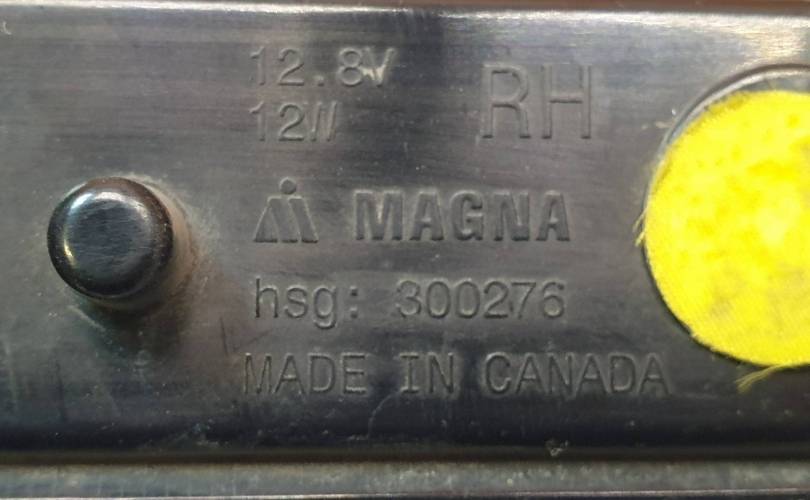 12.8V
12W
RH
MAGNA
hsg: 300276
MADE IN CANADA